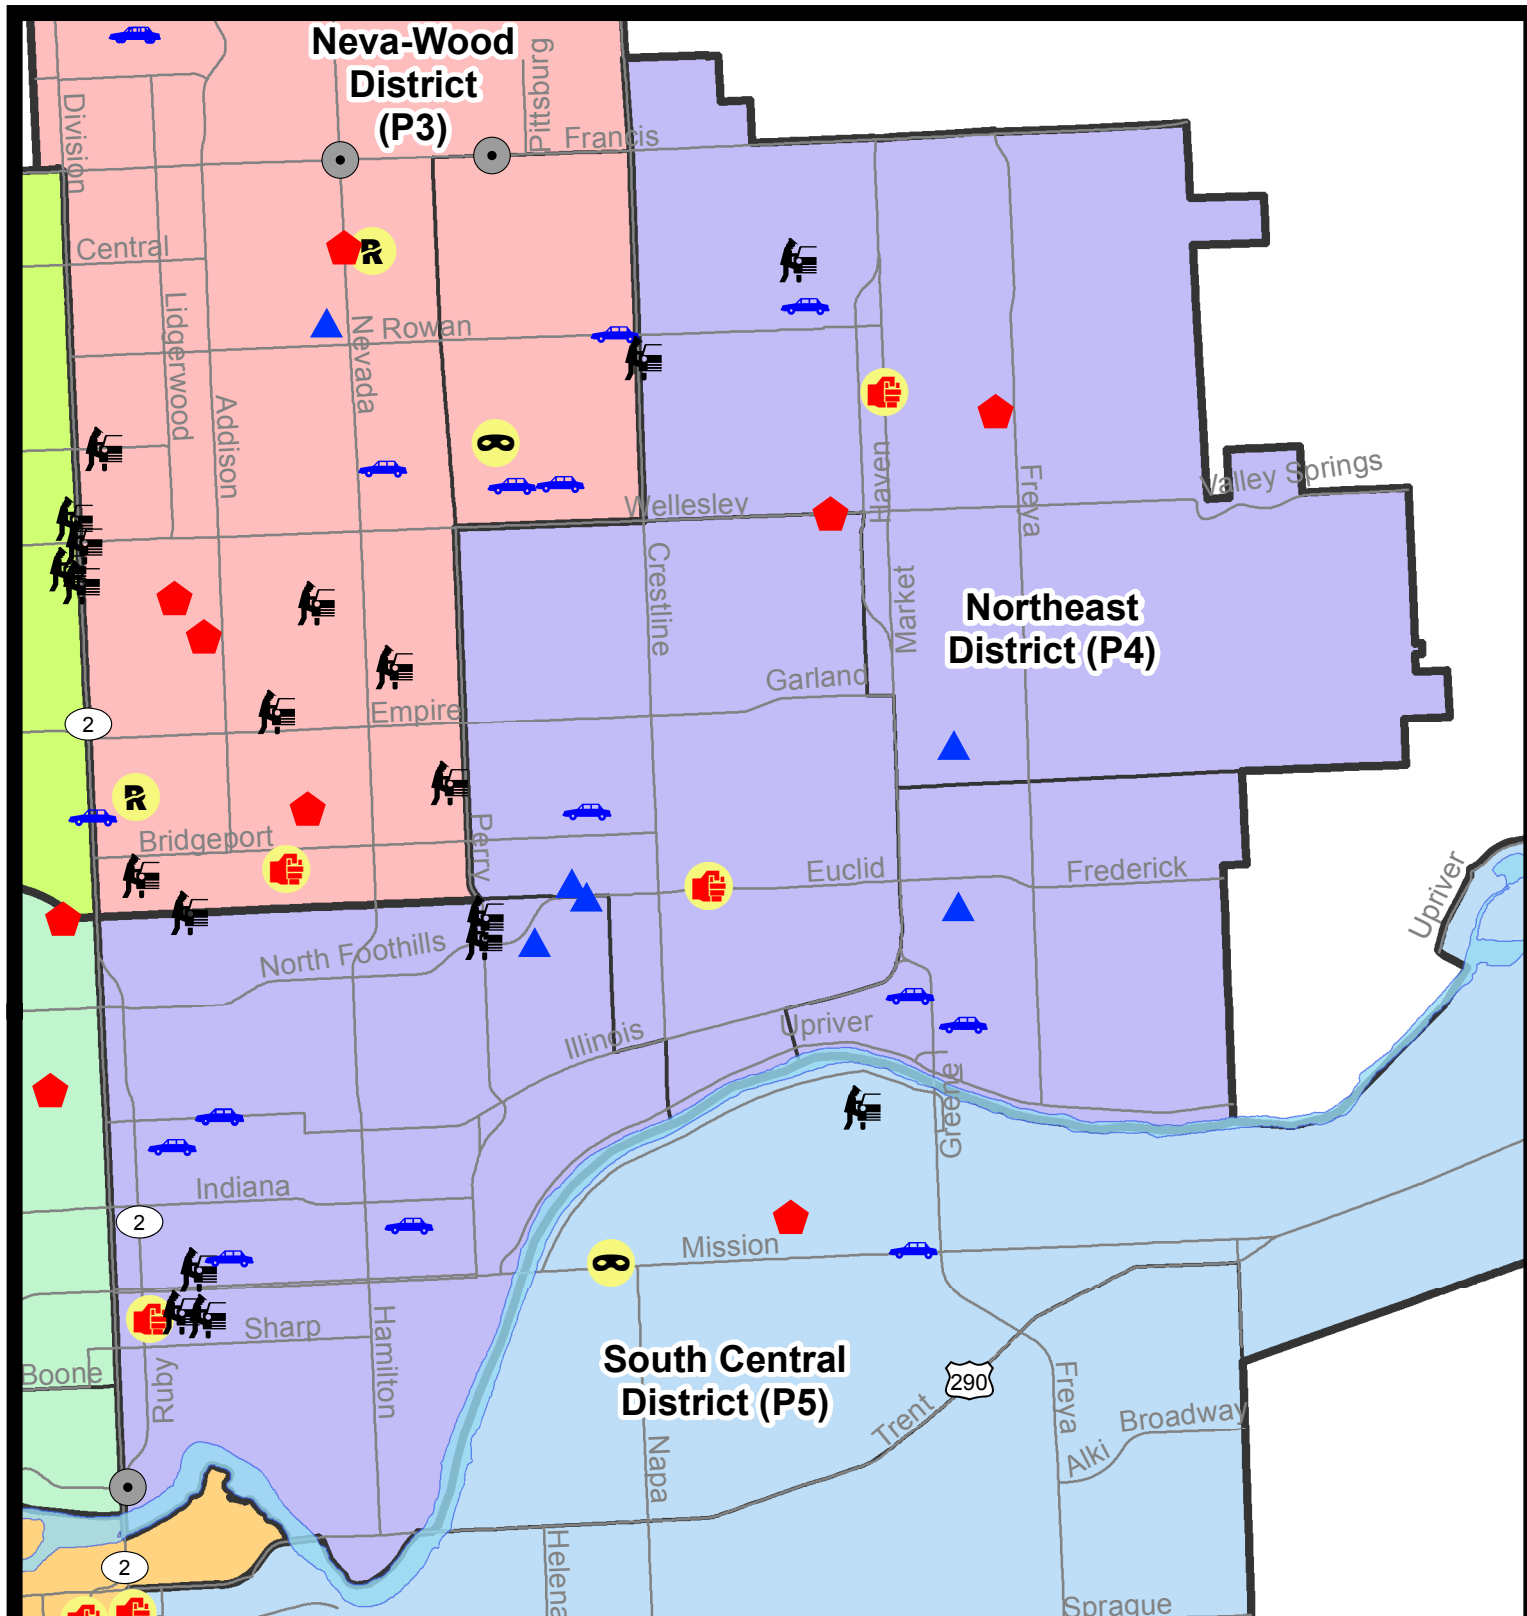 Neva-Wood
District
(P3)
Pittsburg
Division
Francis
Central
Lidgerwood
Nevada
Rowan
Addison
R
Haven
Freya
Valley Springs
Wellesley
Crestline
Market
Northeast
District (P4)
Garland
Empire
2
R
Bridgeport
Perry
Euclid
Frederick
Upriver
North Foothills
Illinois
Upriver
Greene
Indiana
2
Mission
Sharp
Hamilton
Boone
Ruby
South Central
District (P5)
290
Freya
Trent
Broadway
Alki
Napa
2
Helena
Sprague